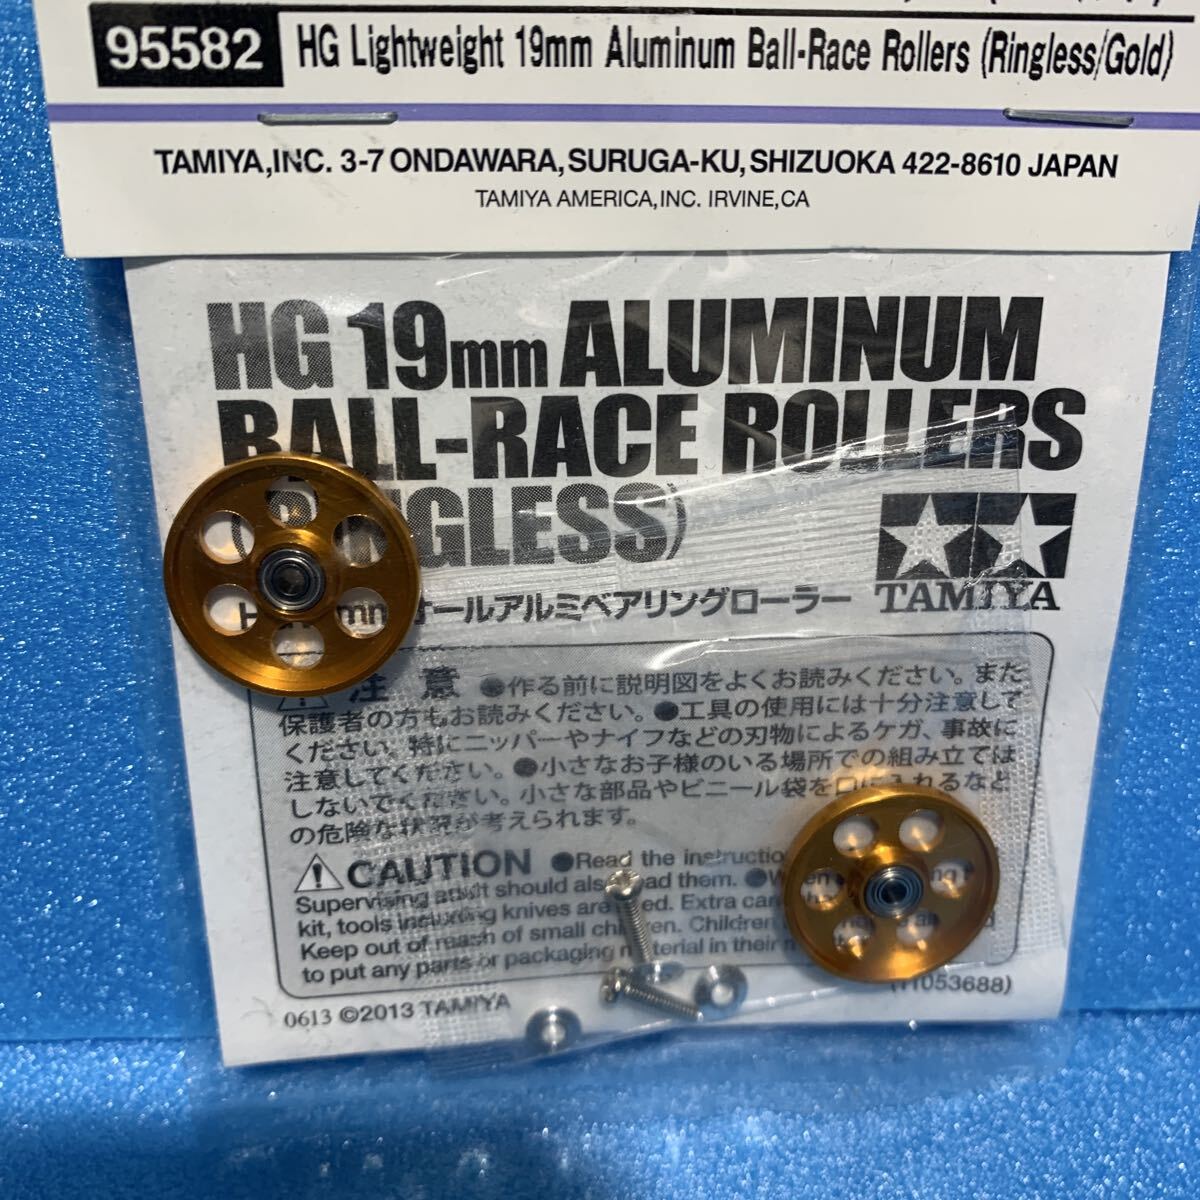 95582 HG Lightweight 19mm Aluminum Ball-Race Rollers (Ringless/Gold)
TAMIYA,INC. 3-7 ONDAWARA, SURUGA-KU, SHIZUOKA 422-8610 JAPAN
TAMIYA AMERICA,INC. IRVINE,CA
HG 19mm ALUMINUM
BALL-RACE ROLLERS
(RINGLESS)
TAMIYA
オールアルミベアリングローラー
注意 ●作る前に説明図をよくお読みください。また
保護者の方もお読みください。●工具の使用には十分注意して
ください。特にニッパーやナイフなどの刃物によるケガ、事故に
注意してください。●小さなお子様のいる場所での組み立ては
しないでください。小さな部品やビニール袋を口に入れるなど
の危険な状況が考えられます。
CAUTION ●Read the
Supervising adult should also read them. ●
kit, tools including knives are used. Extra
Keep out of reach of small children. Children
to put any parts or packaging material in their
0613 ©2013 TAMIYA
(11053688)